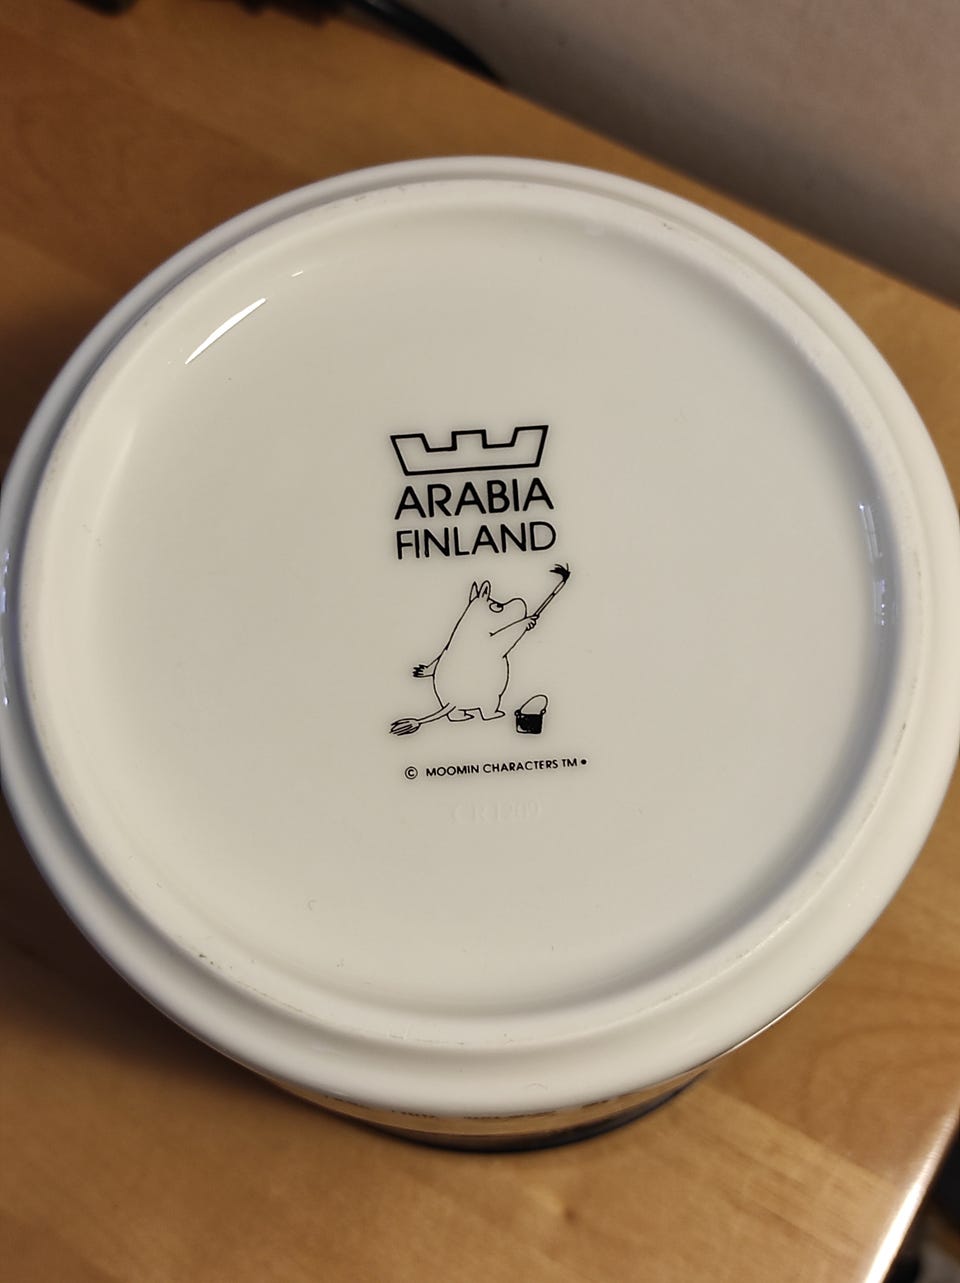 ARABIA
FINLAND
© MOOMIN CHARACTERS TM •